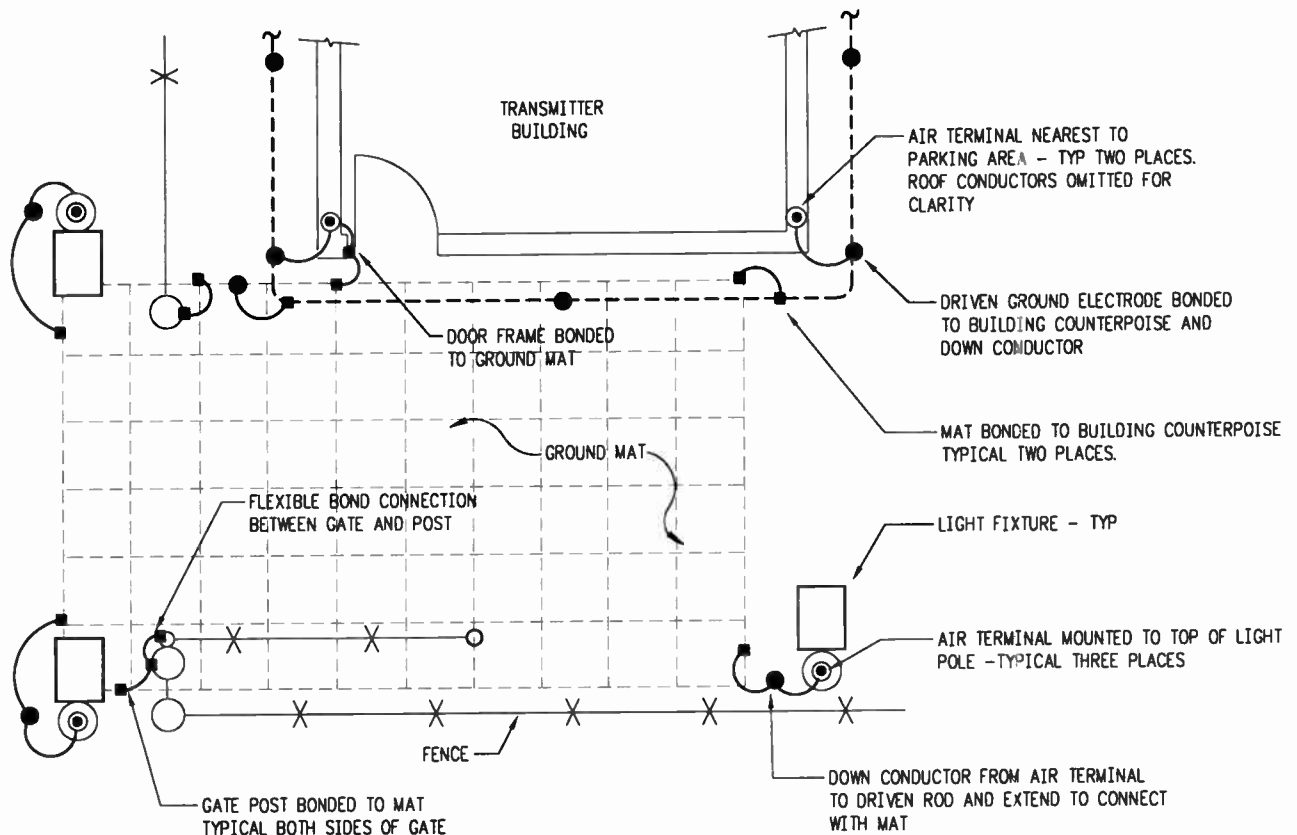 TRANSMITTER
BUILDING
AIR TERMINAL NEAREST TO
PARKING AREA - TYP TWO PLACES.
ROOF CONDUCTORS OMITTED FOR
CLARITY
DRIVEN GROUND ELECTRODE BONDED
TO BUILDING COUNTERPOISE AND
DOWN CONDUCTOR
DOOR FRAME BONDED
TO GROUND MAT
MAT BONDED TO BUILDING COUNTERPOISE
TYPICAL TWO PLACES.
GROUND MAT
FLEXIBLE BOND CONNECTION
BETWEEN GATE AND POST
LIGHT FIXTURE - TYP
AIR TERMINAL MOUNTED TO TOP OF LIGHT
POLE -TYPICAL THREE PLACES
FENCE
DOWN CONDUCTOR FROM AIR TERMINAL
TO DRIVEN ROD AND EXTEND TO CONNECT
WITH MAT
GATE POST BONDED TO MAT
TYPICAL BOTH SIDES OF GATE